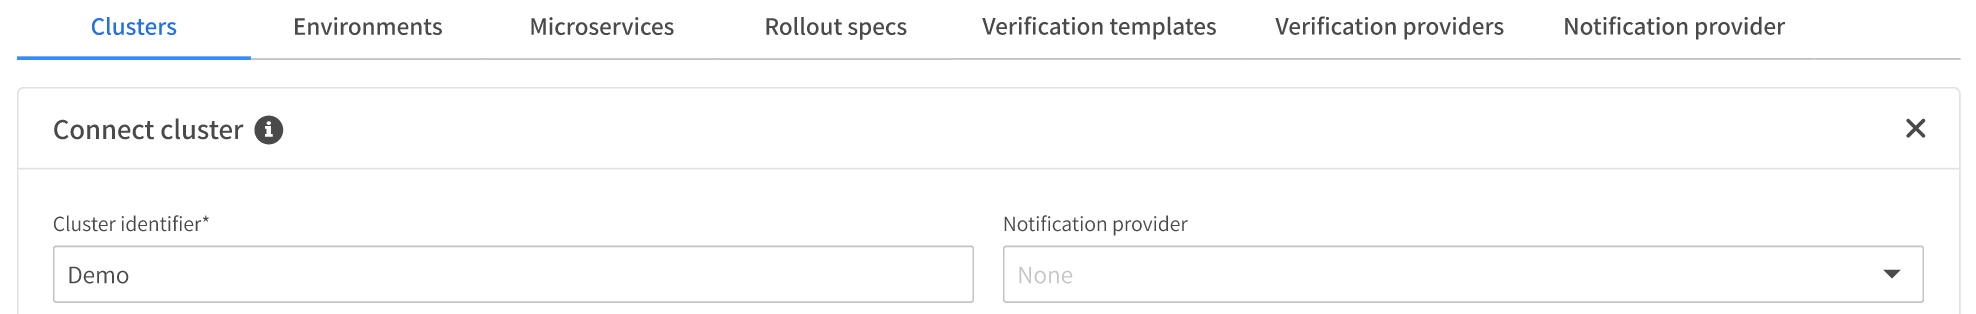 Clusters Environments Microservices Rollout specs Verification templates Verification providers Notification provider
Connect cluster
Cluster identifier* Notification provider
Demo None